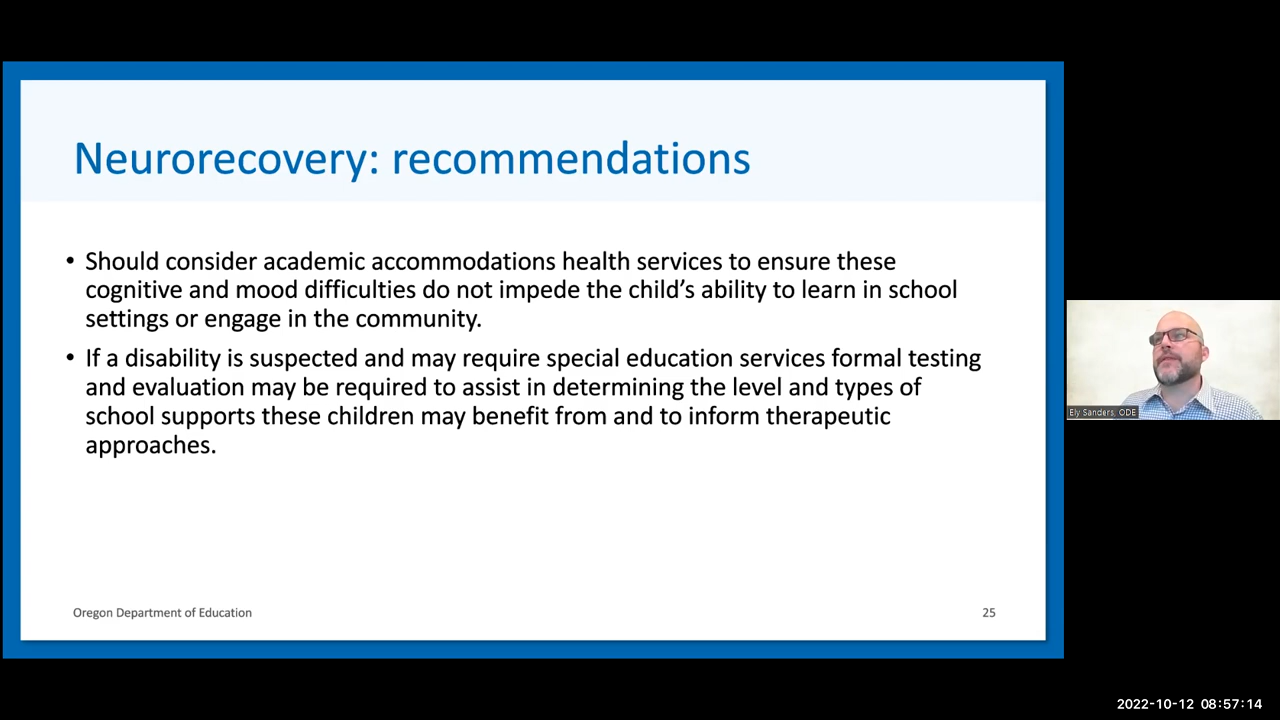 Neurorecovery: recommendations
• Should consider academic accommodations health services to ensure these
cognitive and mood difficulties do not impede the child’s ability to learn in school
settings or engage in the community.
• If a disability is suspected and may require special education services formal testing
and evaluation may be required to assist in determining the level and types of
school supports these children may benefit from and to inform therapeutic
approaches.
Oregon Department of Education
25
Ely Sanders, ODE
2022-10-12 08:57:14